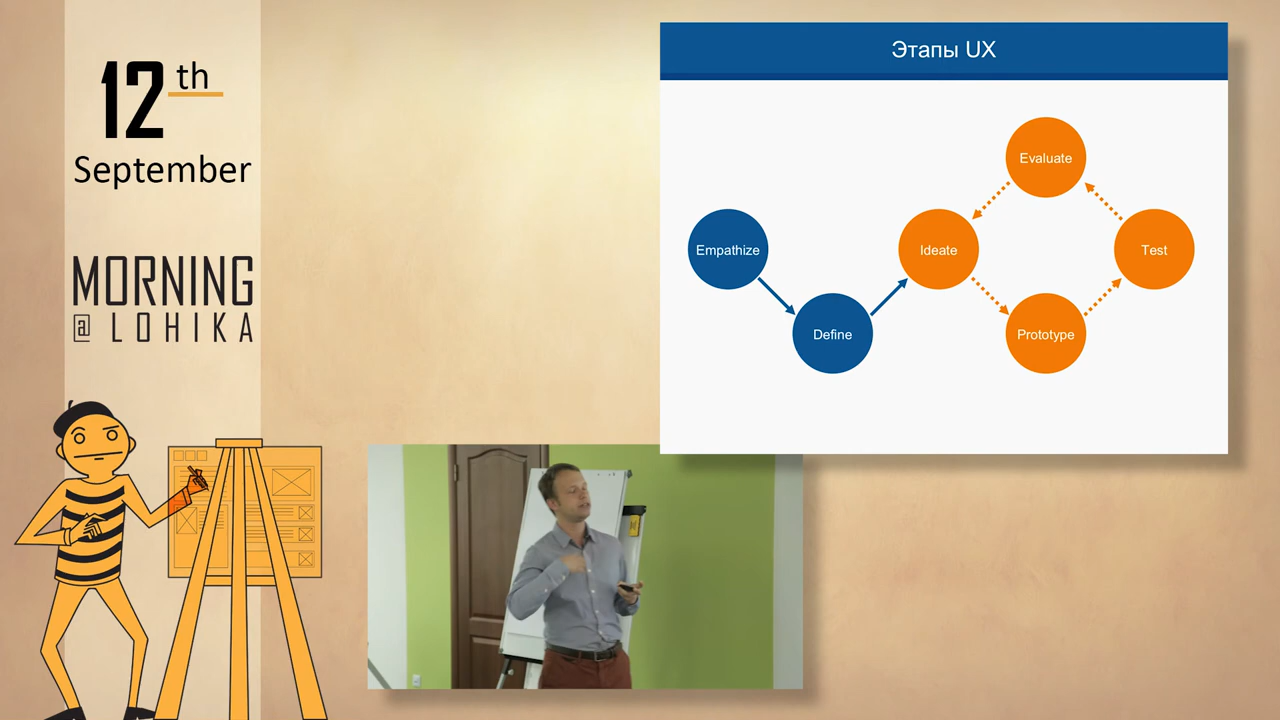 12th
September
MORNING
@ LOHIKA
Этапы UX
Evaluate
Empathize
Ideate
Test
Define
Prototype